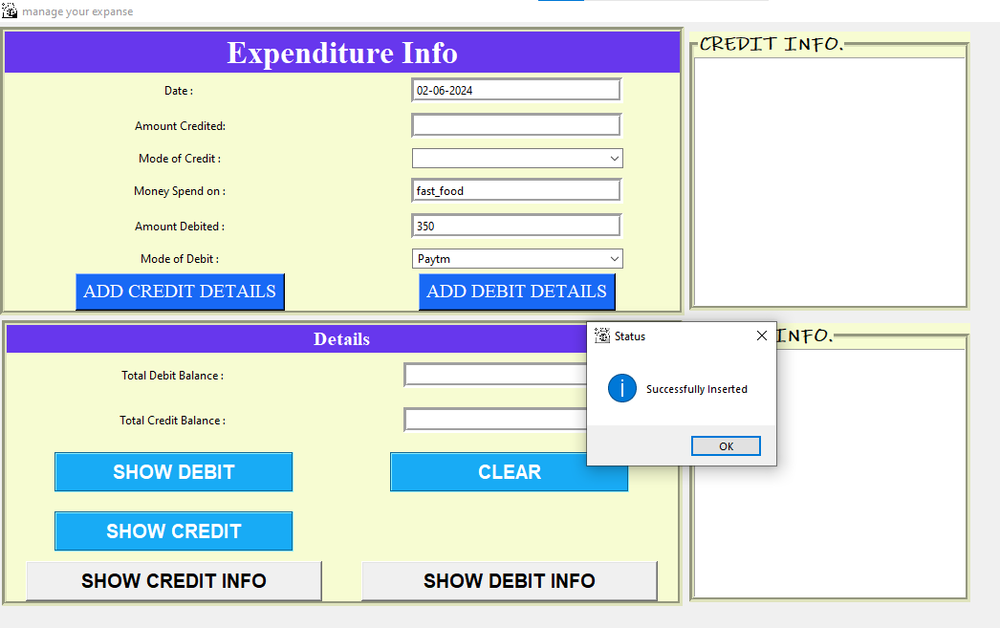 manage your expanse
Expenditure Info
Date :
02-06-2024
Amount Credited:
Mode of Credit :
Money Spend on :
fast_food
Amount Debited :
350
Mode of Debit :
Paytm
ADD CREDIT DETAILS
ADD DEBIT DETAILS
CREDIT INFO.
Details
Total Debit Balance :
Total Credit Balance :
SHOW DEBIT
CLEAR
SHOW CREDIT
SHOW CREDIT INFO
SHOW DEBIT INFO
INFO.
Status
Successfully Inserted
OK